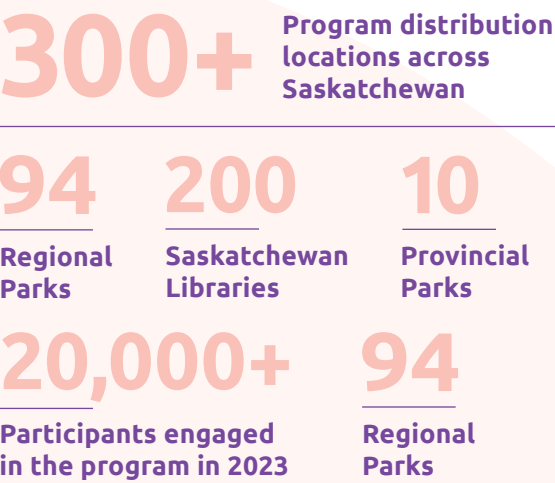 300+
Program distribution
locations across
Saskatchewan
94
Regional
Parks
200
Saskatchewan
Libraries
10
Provincial
Parks
20,000+
Participants engaged
in the program in 2023
94
Regional
Parks